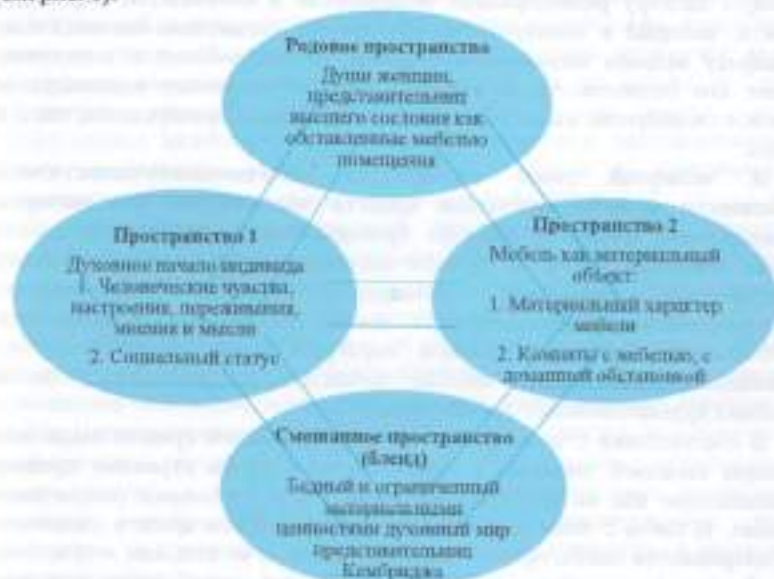 Родовое пространство
Души женщин,
представительниц
высшего сословия как
обставленные мебелью
помещения
Пространство 1
Духовное начало индивида
1. Человеческие чувства,
настроения, переживания,
мнения и мысли
2. Социальный статус
Пространство 2
Мебель как материальный
объект:
1. Материальный характер
мебели
2. Комнаты с мебелью, с
домашней обстановкой
Смешанное пространство
(бленд)
Бедный и ограниченный
материальными
ценностями духовный мир
представительниц
Кембриджа